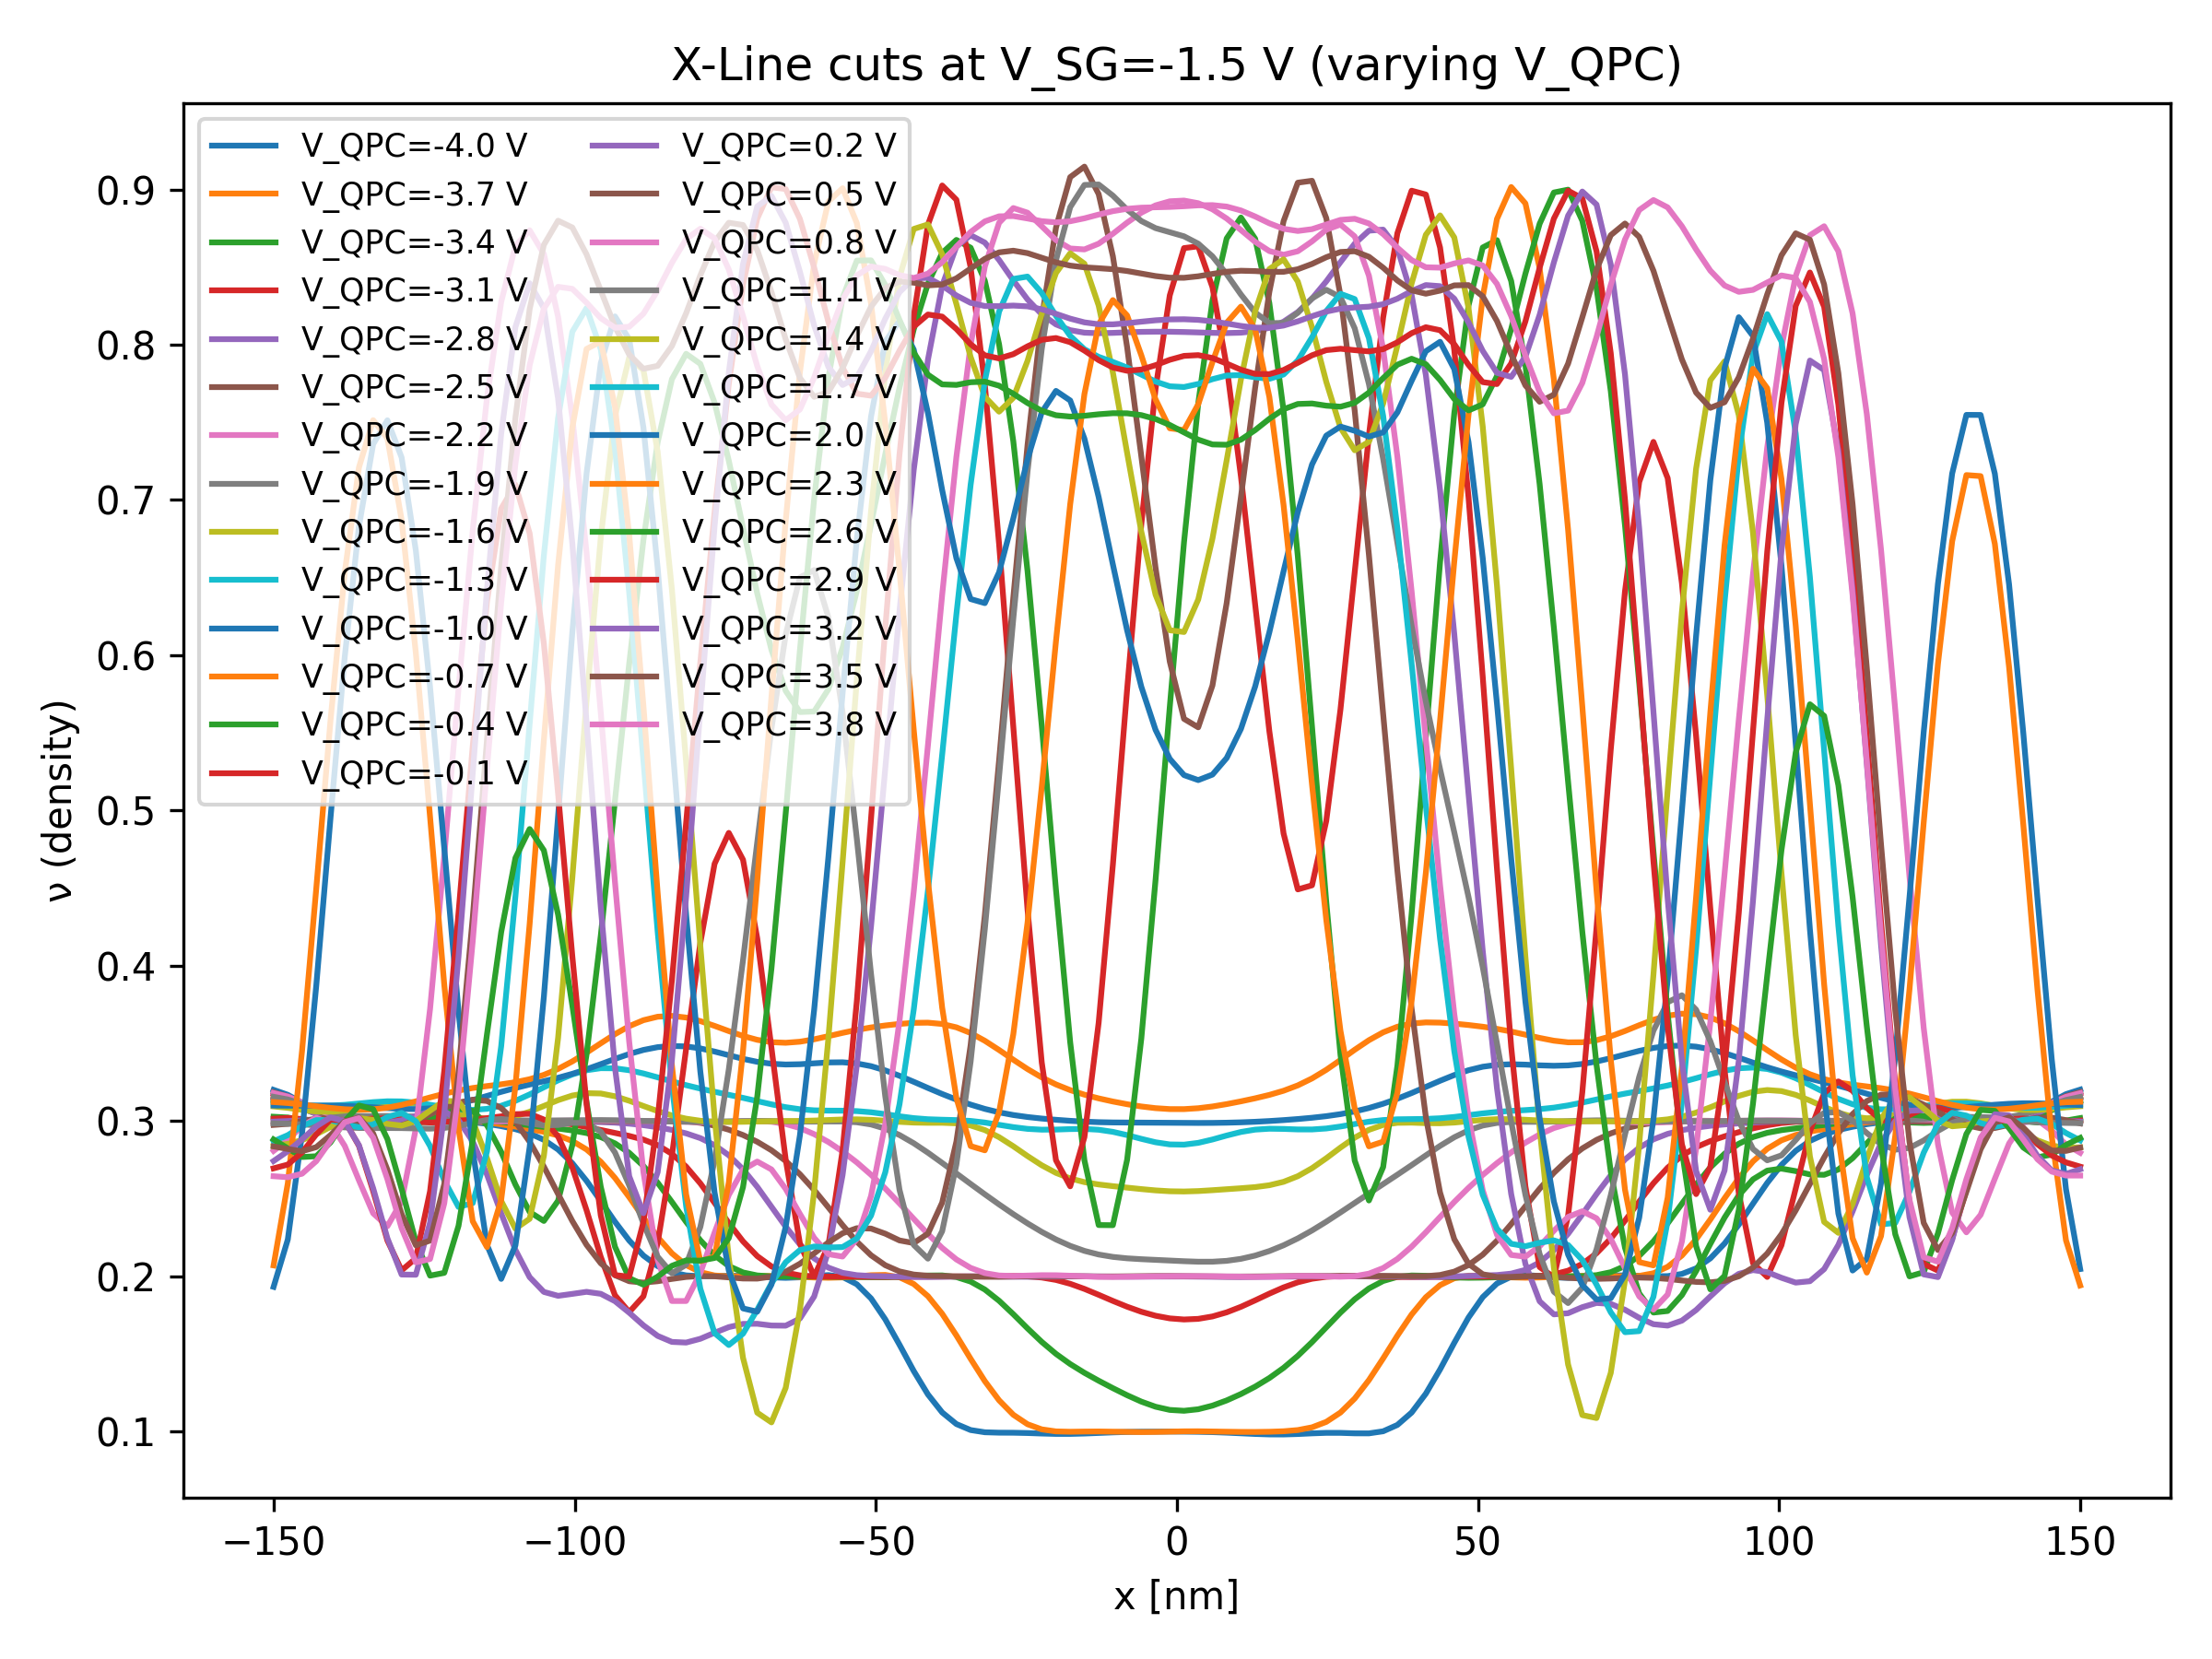 X-Line cuts at V_SG=-1.5 V (varying V_QPC)
V_QPC=-4.0 V
V_QPC=-3.7 V
V_QPC=-3.4 V
V_QPC=-3.1 V
V_QPC=-2.8 V
V_QPC=-2.5 V
V_QPC=-2.2 V
V_QPC=-1.9 V
V_QPC=-1.6 V
V_QPC=-1.3 V
V_QPC=-1.0 V
V_QPC=-0.7 V
V_QPC=-0.4 V
V_QPC=-0.1 V
V_QPC=0.2 V
V_QPC=0.5 V
V_QPC=0.8 V
V_QPC=1.1 V
V_QPC=1.4 V
V_QPC=1.7 V
V_QPC=2.0 V
V_QPC=2.3 V
V_QPC=2.6 V
V_QPC=2.9 V
V_QPC=3.2 V
V_QPC=3.5 V
V_QPC=3.8 V
ν (density)
0.9
0.8
0.7
0.6
0.5
0.4
0.3
0.2
0.1
−150 −100 −50 0 50 100 150
x [nm]